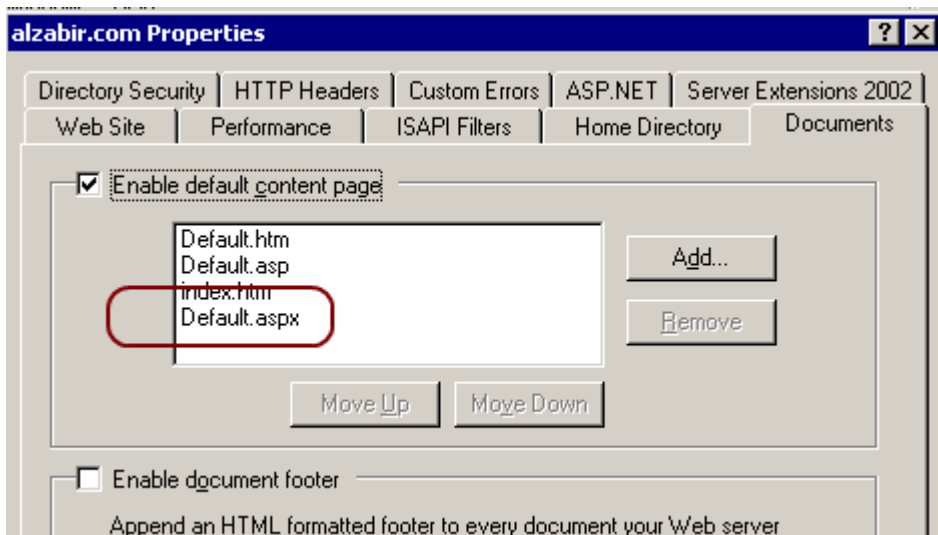 alzabir.com Properties
Directory Security HTTP Headers Custom Errors ASP.NET Server Extensions 2002
Web Site Performance ISAPI Filters Home Directory Documents
Enable default content page
Default.htm
Default.asp
index.htm
Default.aspx
Add...
Remove
Move Up Move Down
Enable document footer
Append an HTML formatted footer to every document your Web server